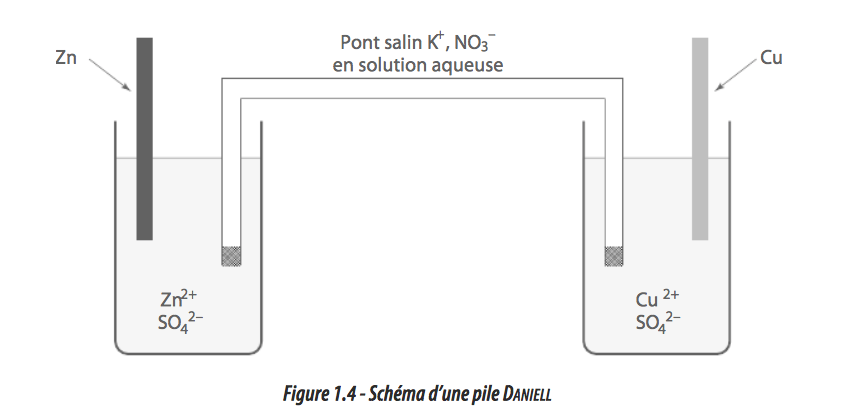 Pont salin K⁺, NO₃⁻
en solution aqueuse
Zn
Cu
Zn²⁺
SO₄²⁻
Cu ²⁺
SO₄²⁻
Figure 1.4 - Schéma d'une pile DANIELL